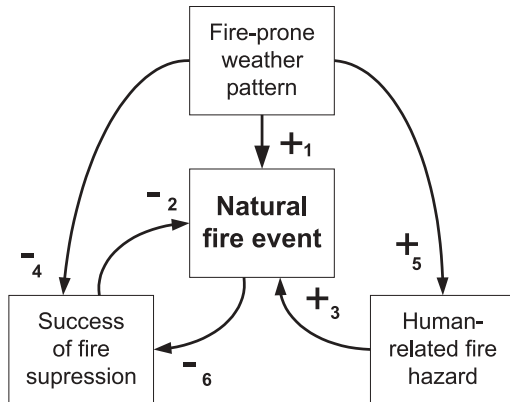 Fire-prone
weather
pattern
+1
Natural
fire event
-2
-4
+5
+3
Success
of fire
supression
-6
Human-
related fire
hazard